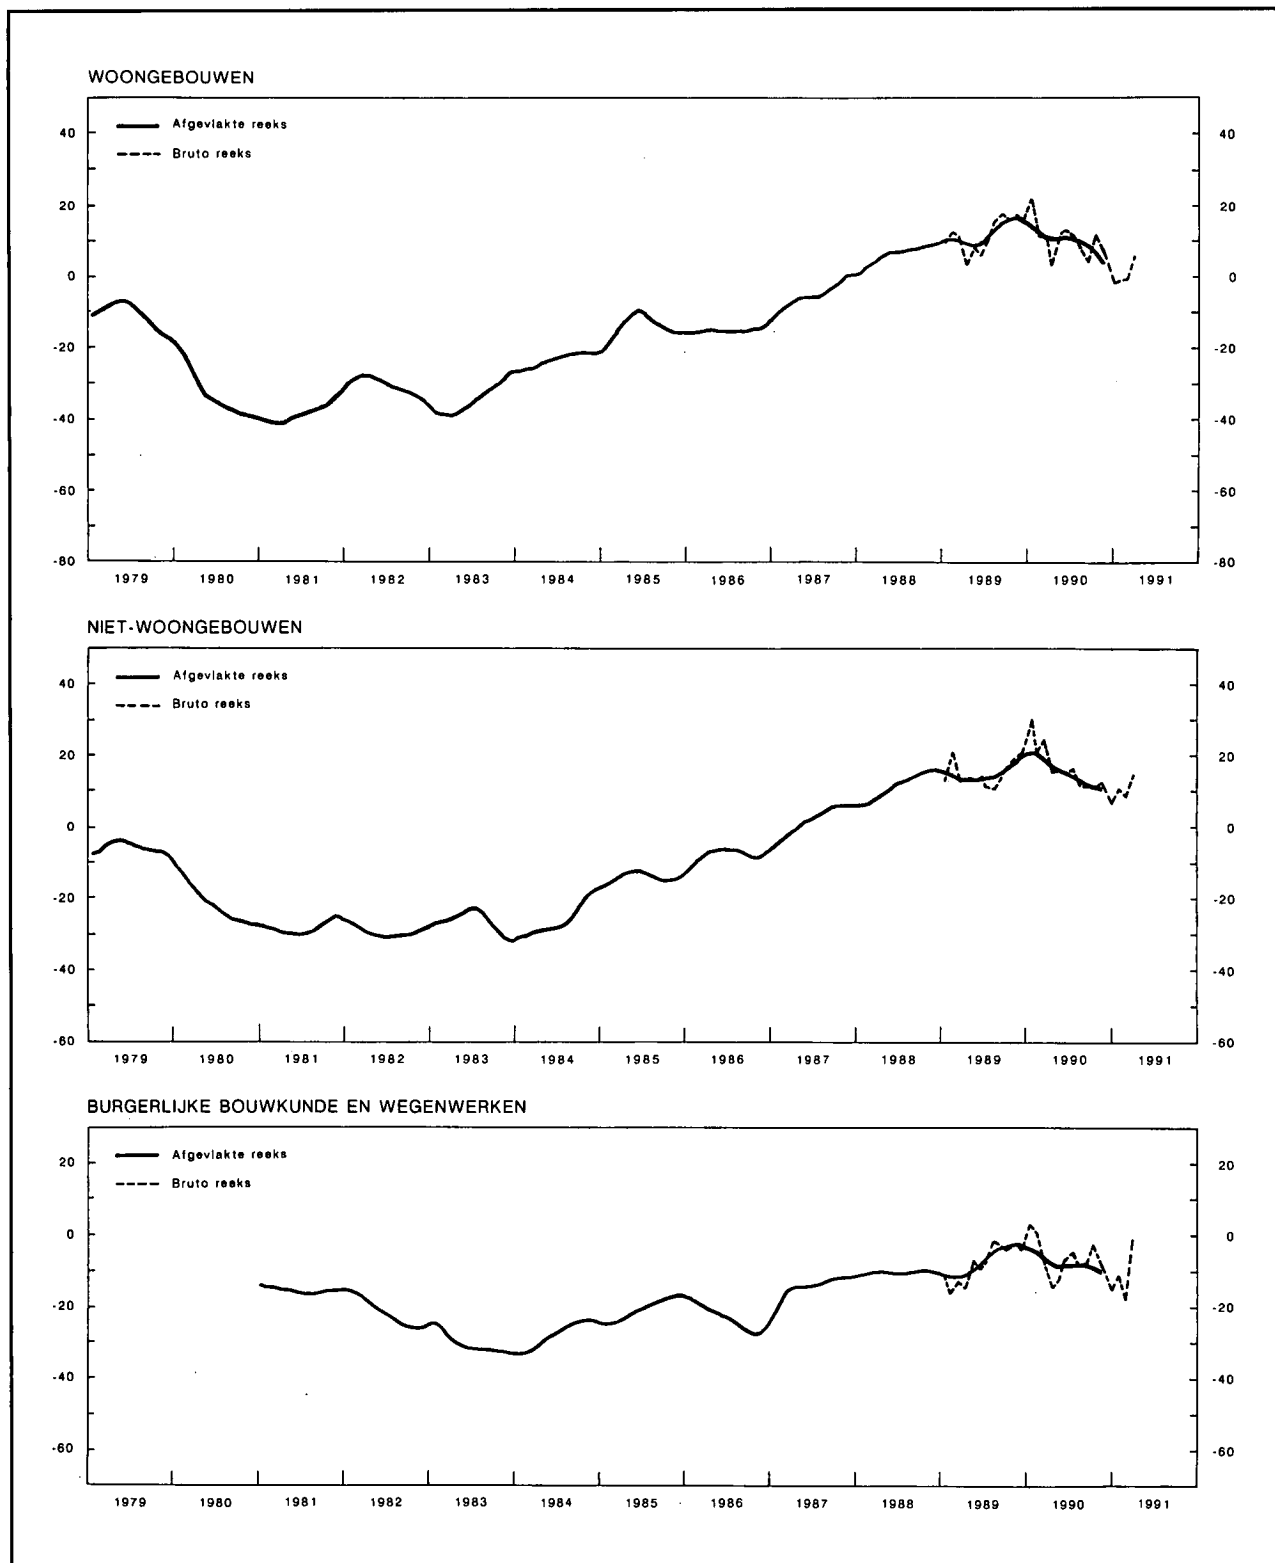 WOONGEBOUWEN
Afgevlakte reeks
Bruto reeks
40 40
20 20
0 0
-20 -20
-40 -40
-60 -60
-80 -80
1979 1980 1981 1982 1983 1984 1985 1986 1987 1988 1989 1990 1991
NIET-WOONGEBOUWEN
Afgevlakte reeks
Bruto reeks
40 40
20 20
0 0
-20 -20
-40 -40
-60 -60
1979 1980 1981 1982 1983 1984 1985 1986 1987 1988 1989 1990 1991
BURGERLIJKE BOUWKUNDE EN WEGENWERKEN
Afgevlakte reeks
Bruto reeks
20 20
0 0
-20 -20
-40 -40
-60 -60
1979 1980 1981 1982 1983 1984 1985 1986 1987 1988 1989 1990 1991